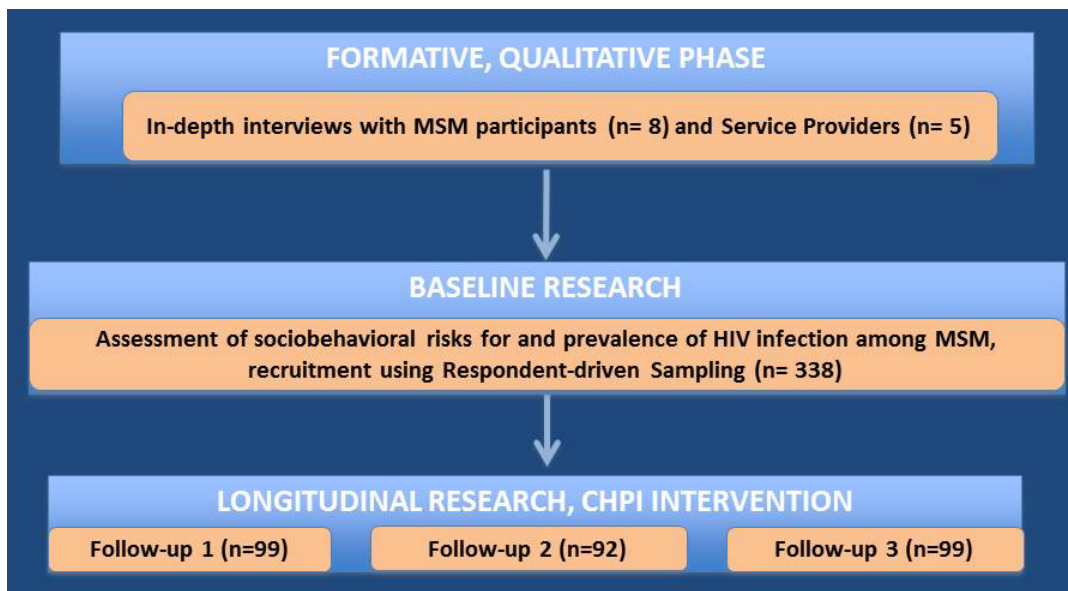 FORMATIVE, QUALITATIVE PHASE
In-depth interviews with MSM participants (n= 8) and Service Providers (n= 5)
BASELINE RESEARCH
Assessment of sociobehavioral risks for and prevalence of HIV infection among MSM,
recruitment using Respondent-driven Sampling (n= 338)
LONGITUDINAL RESEARCH, CHPI INTERVENTION
Follow-up 1 (n=99)
Follow-up 2 (n=92)
Follow-up 3 (n=99)